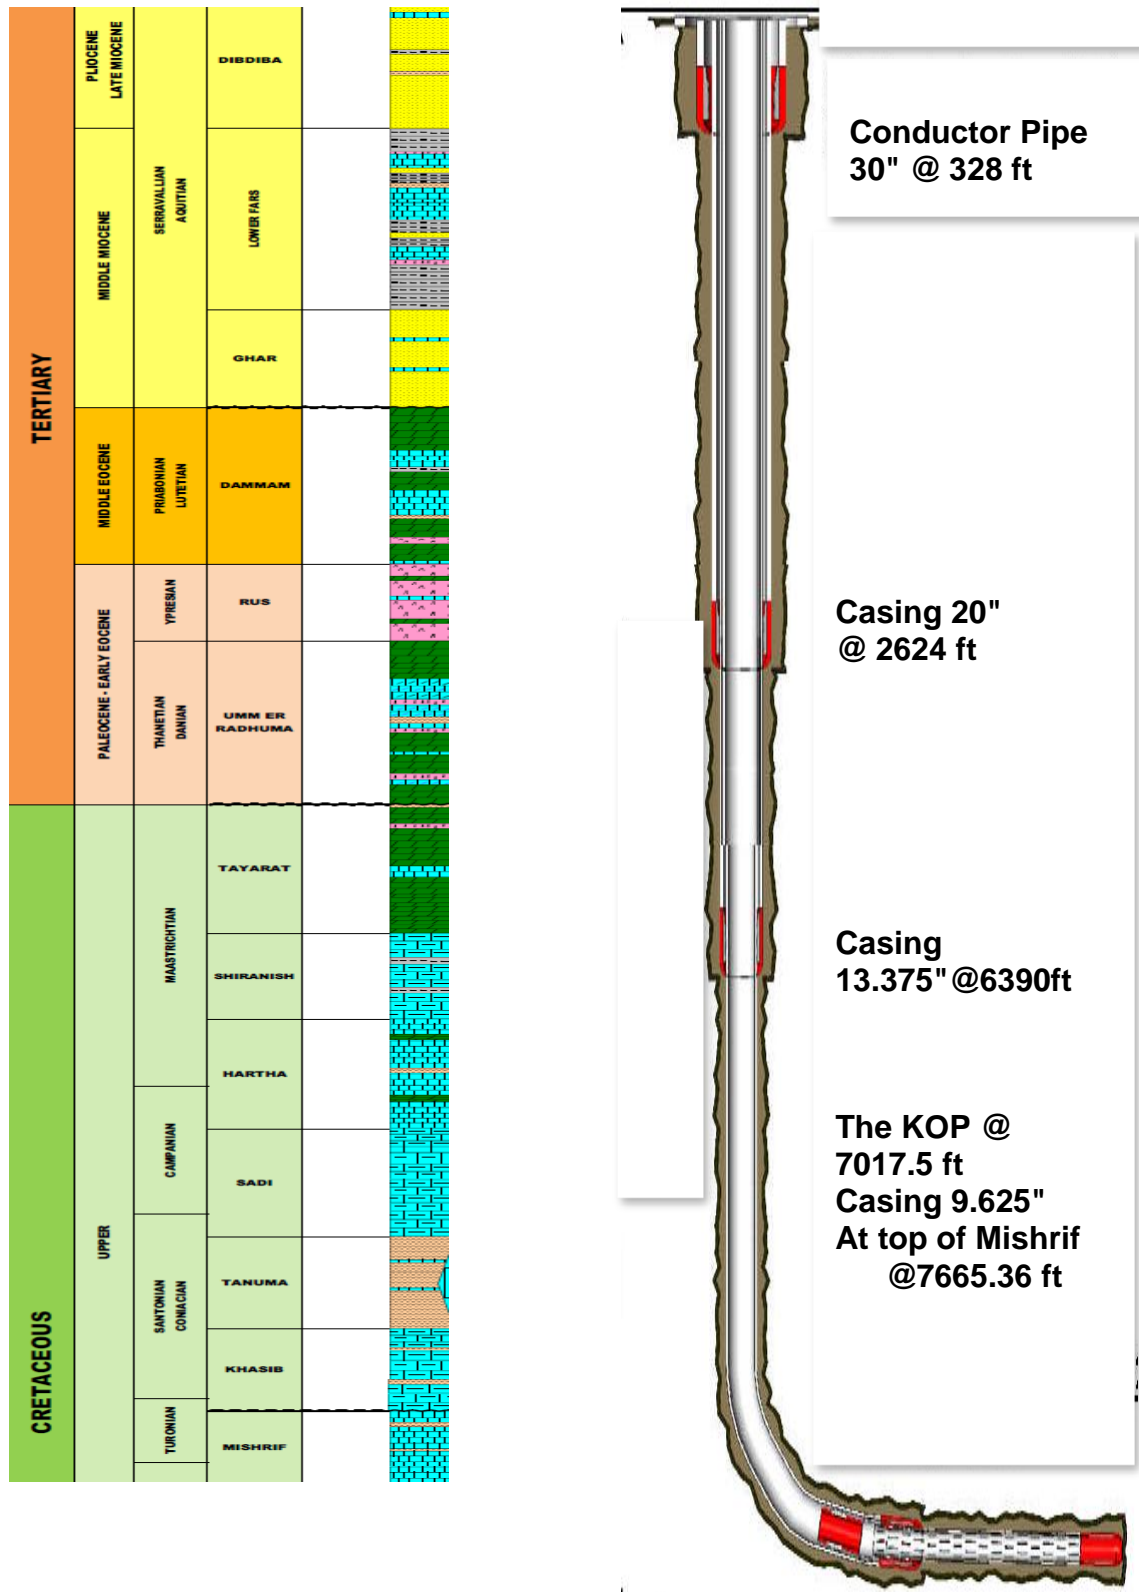 TERTIARY
CRETACEOUS
PLIOCENE
LATE MIOCENE
MIDDLE MIOCENE
MIDDLE EOCENE
PALEOCENE - EARLY EOCENE
UPPER
SERRAVALLIAN
AQUITIAN
PRIABONIAN
LUTETIAN
YPRESIAN
THANETIAN
DANIAN
MAASTRICHTIAN
CAMPANIAN
SANTONIAN
CONIACIAN
TURONIAN
DIBDIBA
LOWER FARS
GHAR
DAMMAM
RUS
UMM ER
RADHUMA
TAYARAT
SHIRANISH
HARTHA
SADI
TANUMA
KHASIB
MISHRIF
Conductor Pipe
30" @ 328 ft
Casing 20"
@ 2624 ft
Casing
13.375"@6390ft
The KOP @
7017.5 ft
Casing 9.625"
At top of Mishrif
@7665.36 ft